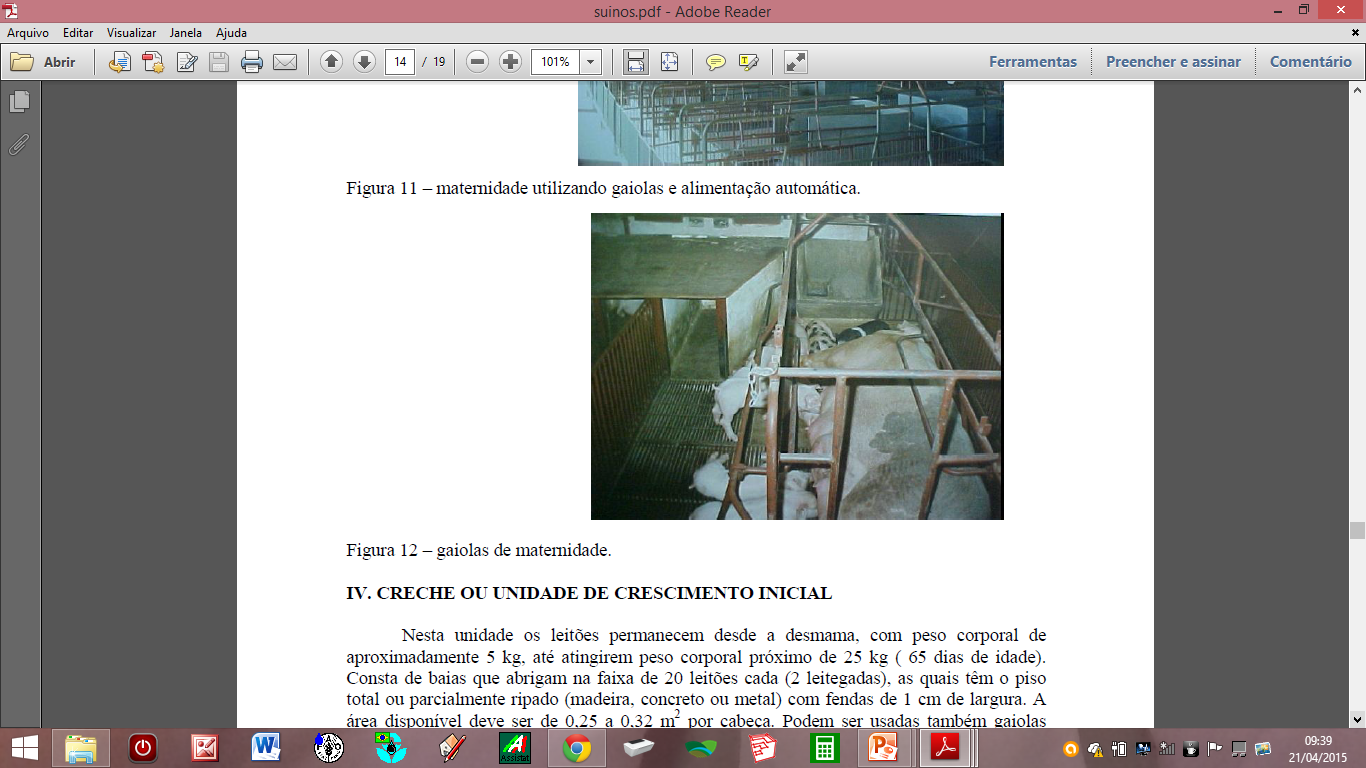 suinos.pdf - Adobe Reader
Arquivo Editar Visualizar Janela Ajuda
Abrir 14 / 19 101% Ferramentas Preencher e assinar Comentário
Figura 11 – maternidade utilizando gaiolas e alimentação automática.
Figura 12 – gaiolas de maternidade.
IV. CRECHE OU UNIDADE DE CRESCIMENTO INICIAL
Nesta unidade os leitões permanecem desde a desmama, com peso corporal de
aproximadamente 5 kg, até atingirem peso corporal próximo de 25 kg ( 65 dias de idade).
Consta de baias que abrigam na faixa de 20 leitões cada (2 leitegadas), as quais têm o piso
total ou parcialmente ripado (madeira, concreto ou metal) com fendas de 1 cm de largura. A
área disponível deve ser de 0,25 a 0,32 m² por cabeça. Podem ser usadas também gaiolas
Assistat
09:39
21/04/2015